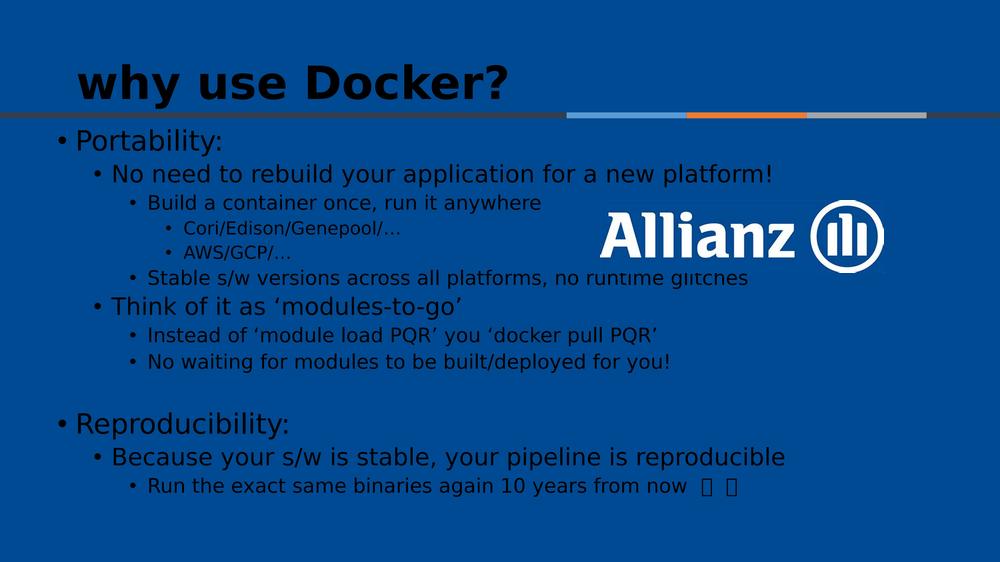 why use Docker?
• Portability:
• No need to rebuild your application for a new platform!
• Build a container once, run it anywhere
• Cori/Edison/Genepool/…
• AWS/GCP/…
Allianz
• Stable s/w versions across all platforms, no runtime glitches
• Think of it as ‘modules-to-go’
• Instead of ‘module load PQR’ you ‘docker pull PQR’
• No waiting for modules to be built/deployed for you!
• Reproducibility:
• Because your s/w is stable, your pipeline is reproducible
• Run the exact same binaries again 10 years from now